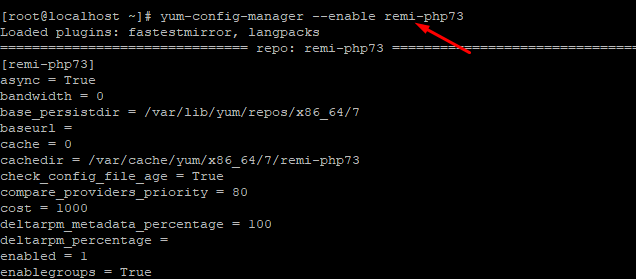 [root@localhost ~]# yum-config-manager --enable remi-php73
Loaded plugins: fastestmirror, langpacks
=============================== repo: remi-php73 ===============================
[remi-php73]
async = True
bandwidth = 0
base_persistdir = /var/lib/yum/repos/x86_64/7
baseurl =
cache = 0
cachedir = /var/cache/yum/x86_64/7/remi-php73
check_config_file_age = True
compare_providers_priority = 80
cost = 1000
deltarpm_metadata_percentage = 100
deltarpm_percentage =
enabled = 1
enablegroups = True